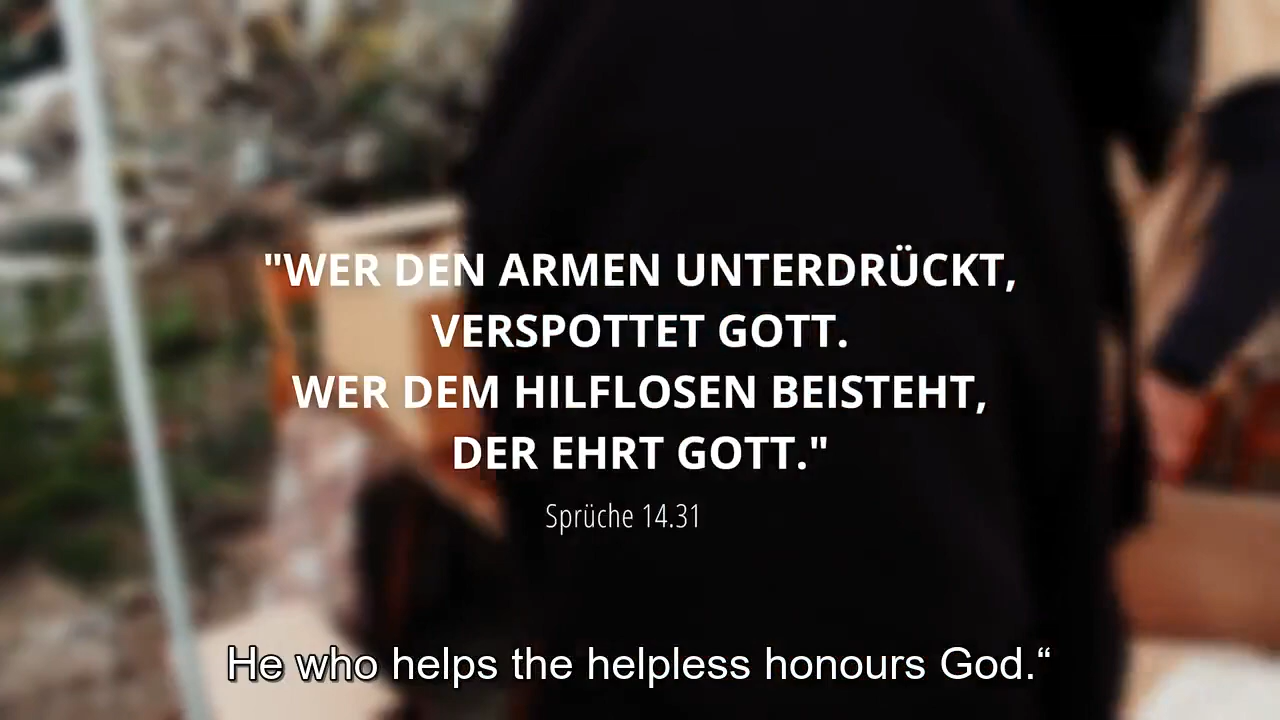 "WER DEN ARMEN UNTERDRÜCKT,
VERSPOTTET GOTT.
WER DEM HILFLOSEN BEISTEHT,
DER EHRT GOTT."
Sprüche 14.31
He who helps the helpless honours God.“